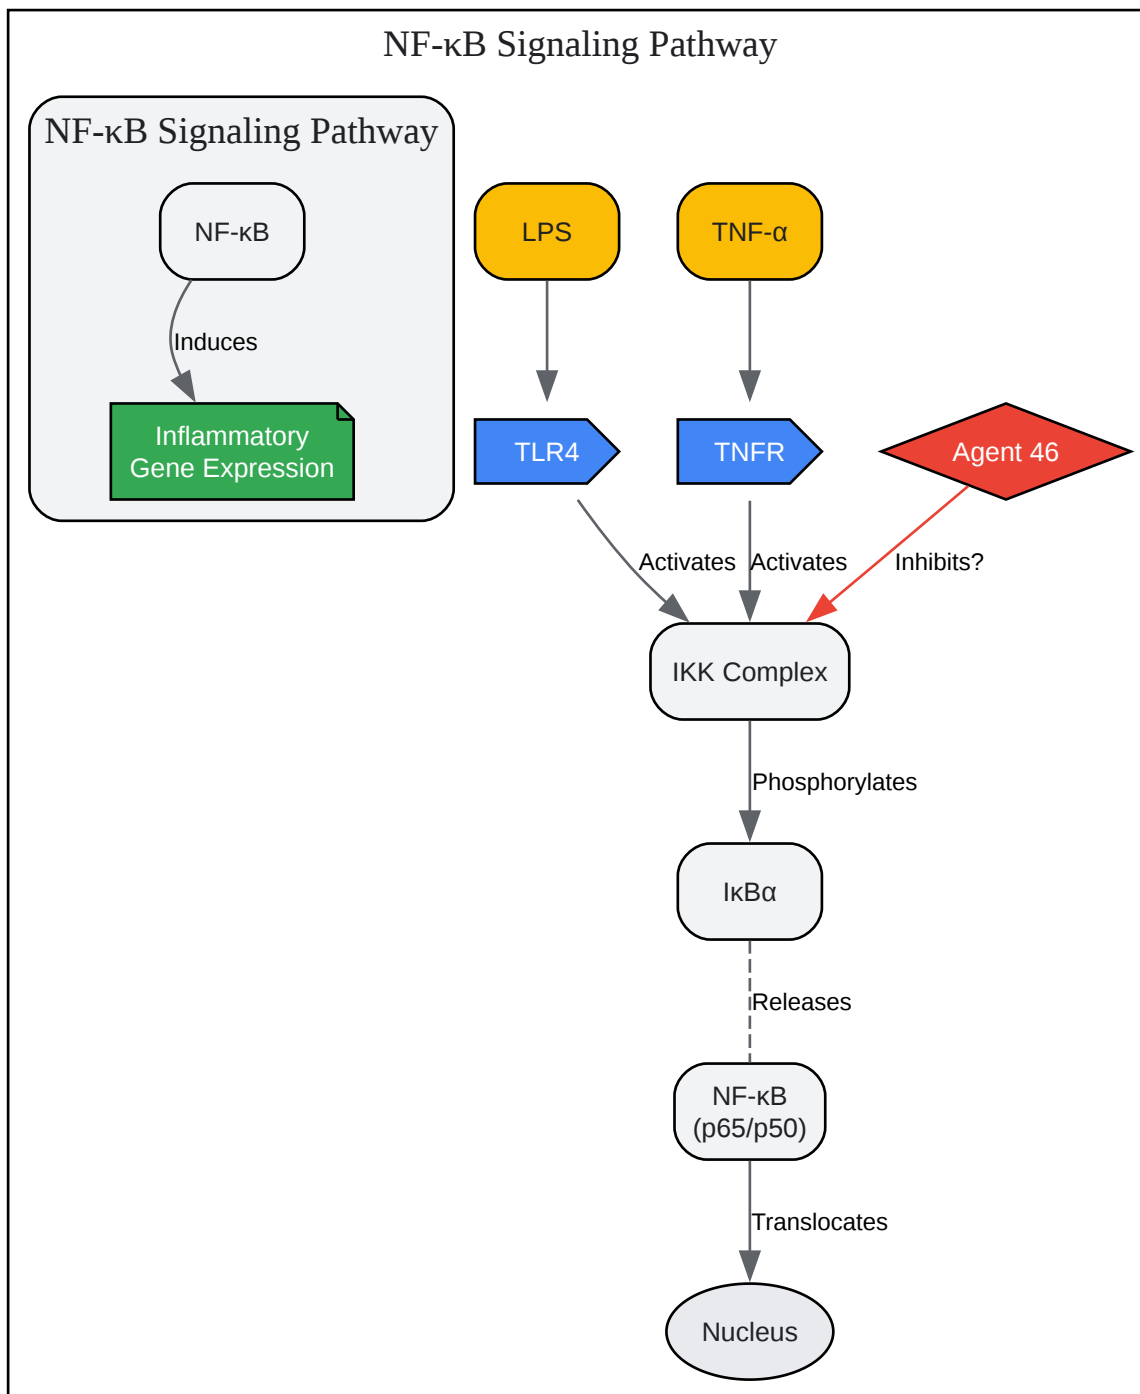 NF-κB Signaling Pathway
NF-κB Signaling Pathway
NF-κB
LPS
TNF-α
Induces
Inflammatory
Gene Expression
TLR4
TNFR
Agent 46
Activates
Activates
Inhibits?
IKK Complex
Phosphorylates
IκBα
Releases
NF-κB
(p65/p50)
Translocates
Nucleus